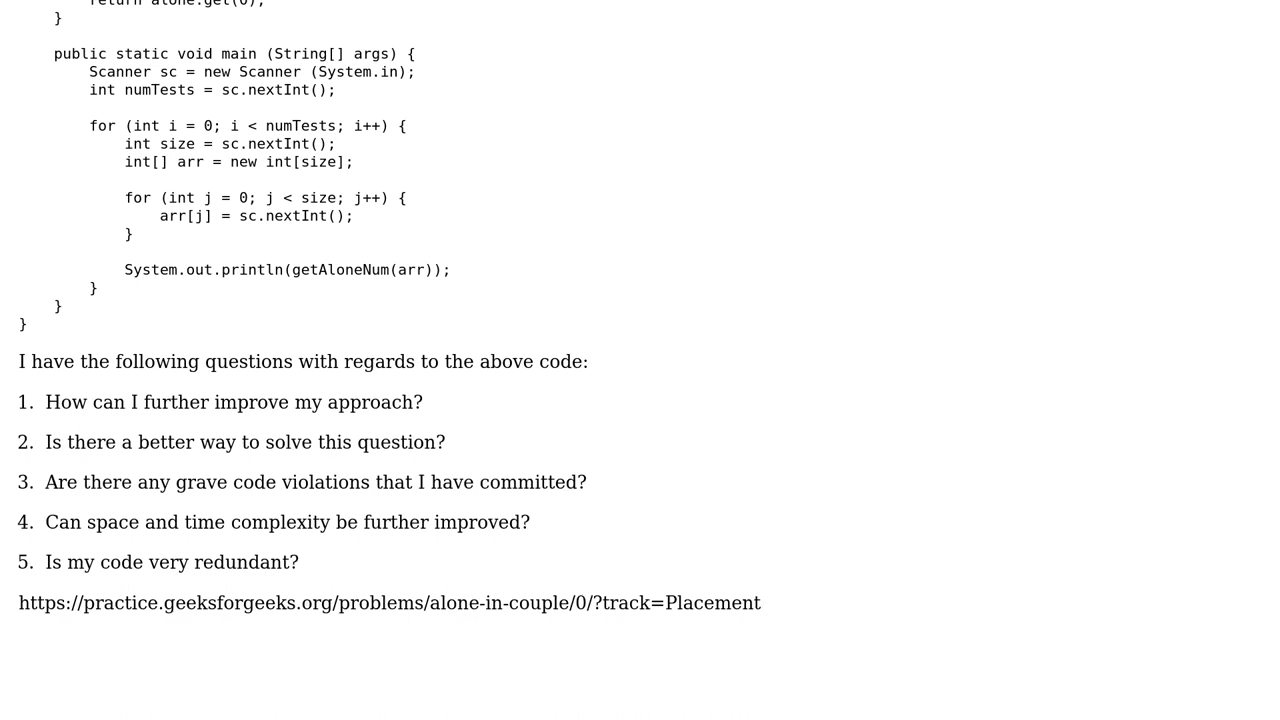 return alone.get(0);
}
public static void main (String[] args) {
Scanner sc = new Scanner (System.in);
int numTests = sc.nextInt();
for (int i = 0; i < numTests; i++) {
int size = sc.nextInt();
int[] arr = new int[size];
for (int j = 0; j < size; j++) {
arr[j] = sc.nextInt();
}
System.out.println(getAloneNum(arr));
}
}
}
I have the following questions with regards to the above code:
1. How can I further improve my approach?
2. Is there a better way to solve this question?
3. Are there any grave code violations that I have committed?
4. Can space and time complexity be further improved?
5. Is my code very redundant?
https://practice.geeksforgeeks.org/problems/alone-in-couple/0/?track=Placement